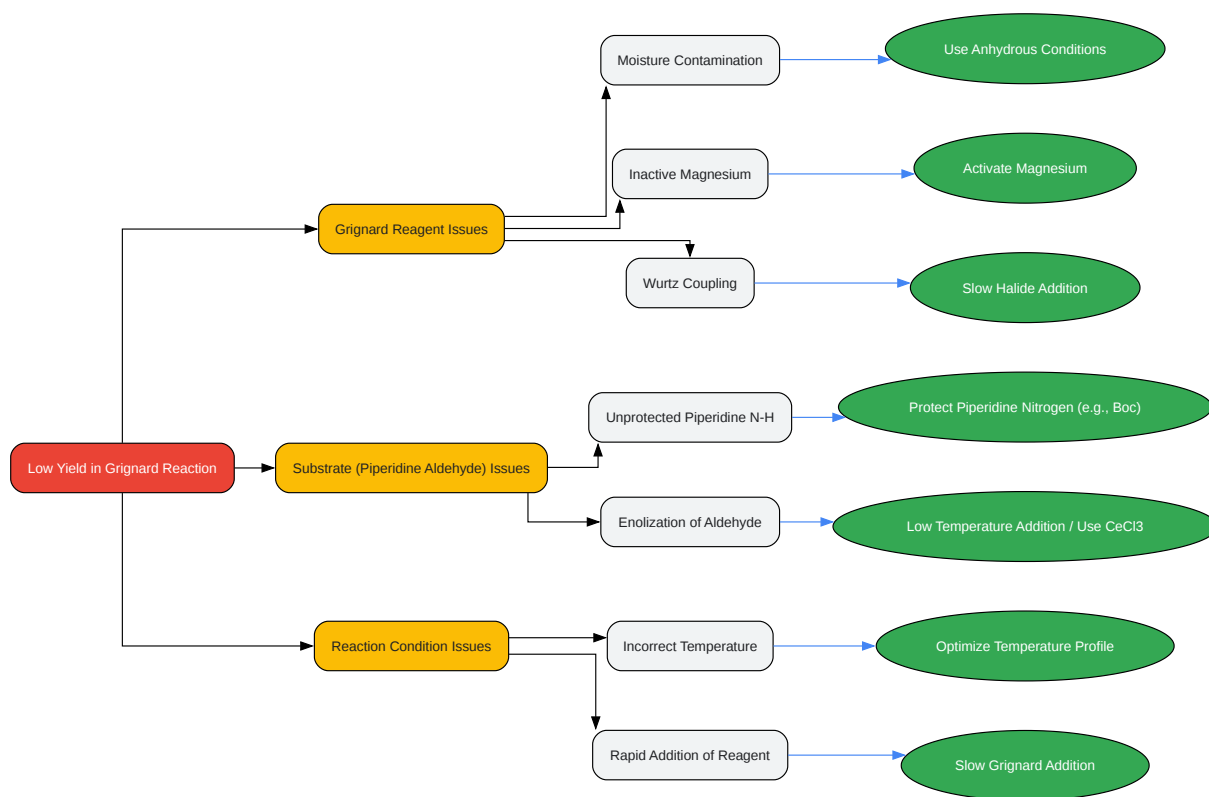 Low Yield in Grignard Reaction
Grignard Reagent Issues
Moisture Contamination
Use Anhydrous Conditions
Inactive Magnesium
Activate Magnesium
Wurtz Coupling
Slow Halide Addition
Substrate (Piperidine Aldehyde) Issues
Unprotected Piperidine N-H
Protect Piperidine Nitrogen (e.g., Boc)
Enolization of Aldehyde
Low Temperature Addition / Use CeCl3
Reaction Condition Issues
Incorrect Temperature
Optimize Temperature Profile
Rapid Addition of Reagent
Slow Grignard Addition